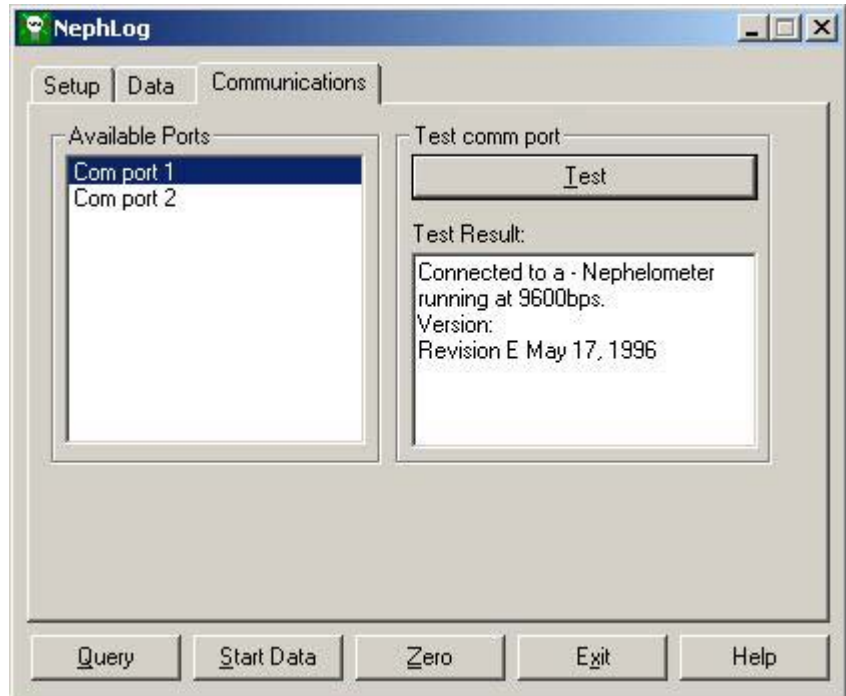 NephLog
Setup
Data
Communications
Available Ports
Com port 1
Com port 2
Test comm port
Test
Test Result:
Connected to a - Nephelometer
running at 9600bps.
Version:
Revision E May 17, 1996
Query
Start Data
Zero
Exit
Help